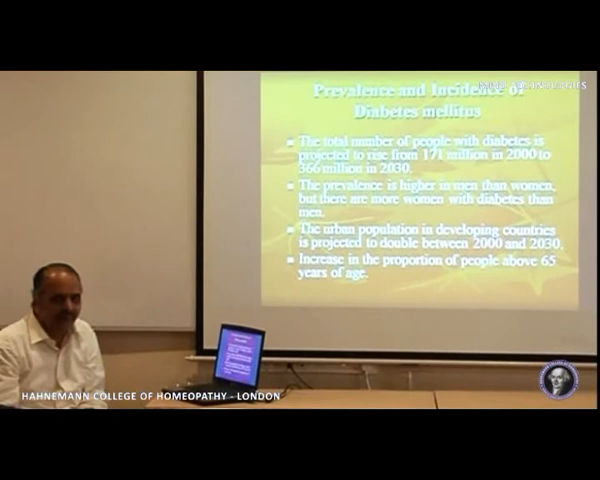 Prevalence and Incidence of
Diabetes mellitus
The total number of people with diabetes is
projected to rise from 171 million in 2000 to
366 million in 2030.
The prevalence is higher in men than women,
but there are more women with diabetes than
men.
The urban population in developing countries
is projected to double between 2000 and 2030.
Increase in the proportion of people above 65
years of age.
HAHNEMANN COLLEGE OF HOMEOPATHY - LONDON